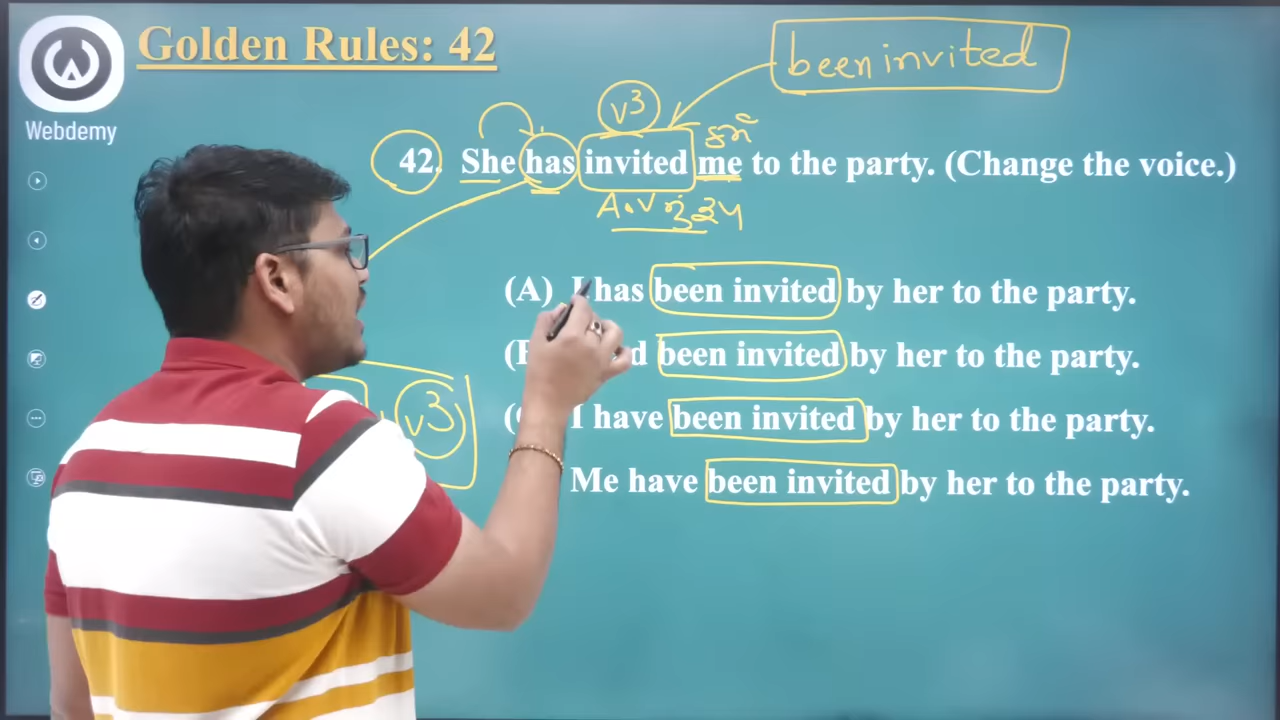 Golden Rules: 42
been invited
Webdemy
v3
કર્મ
42. She has invited me to the party. (Change the voice.)
A.V
(A) I has been invited by her to the party.
been invited by her to the party.
I have been invited by her to the party.
Me have been invited by her to the party.
v3